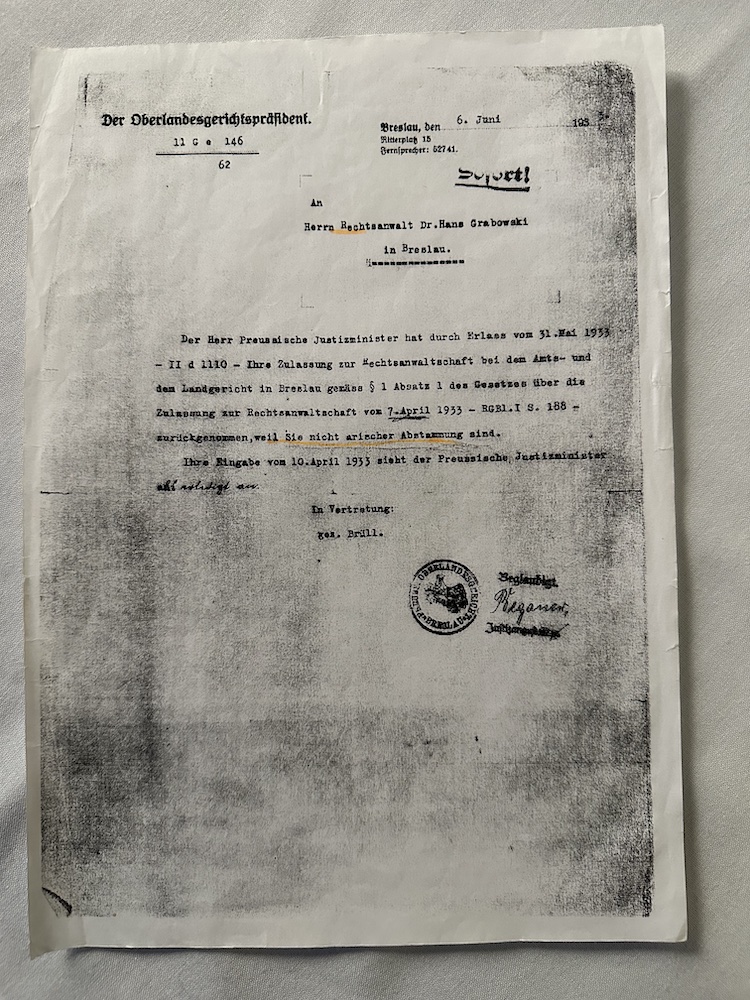 Der Oberlandesgerichtspräsident.
11 G e 146
62
Breslau, den 6. Juni 193
Ritterplatz 15
Fernsprecher: 52741.
Sofort!
An
Herrn Rechtsanwalt Dr.Hans Grabowski
in Breslau.
Der Herr Preussische Justizminister hat durch Erlass vom 31.Mai 1933
- II d 1110 - Ihre Zulassung zur Rechtsanwaltschaft bei dem Amts- und
dem Landgericht in Breslau gemäss § 1 Absatz 1 des Gesetzes über die
Zulassung zur Rechtsanwaltschaft vom 7.April 1933 - RGBl.I S. 188 -
zurückgenommen,weil Sie nicht arischer Abstammung sind.
Ihre Eingabe vom 10.April 1933 sieht der Preussische Justizminister
als erledigt an.
In Vertretung:
gez. Brüll.
OBERLANDESGERICHT
BRESLAU
Beglaubigt.